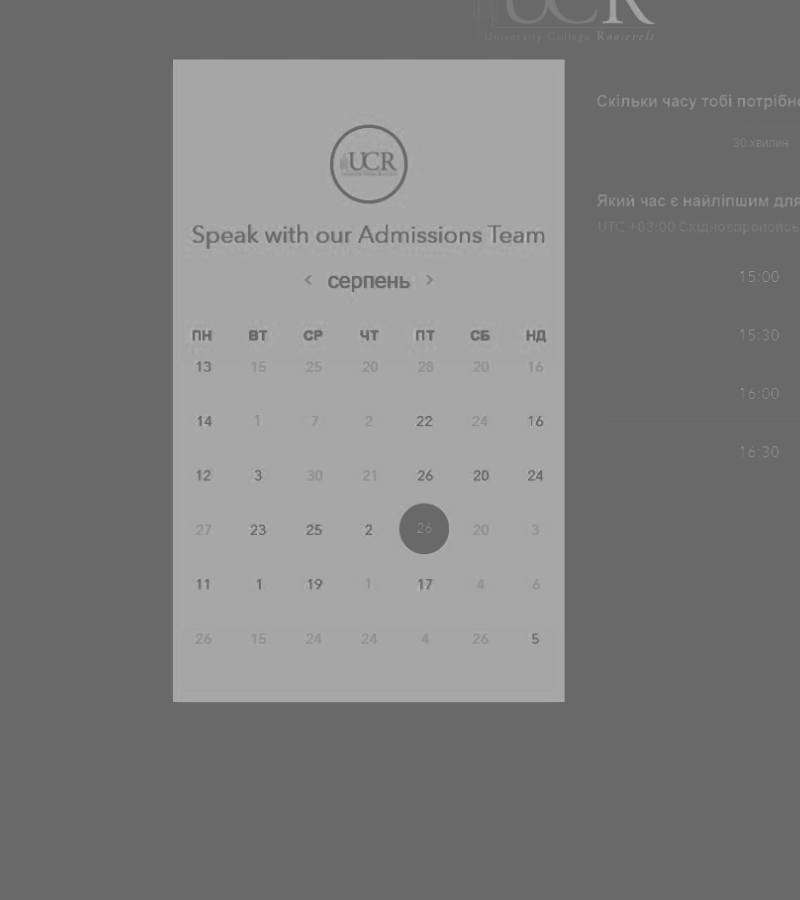 UCR
University College Roosevelt
Скільки часу тобі потрібно
30 хвилин
UCR
Який час є найліпшим для
Speak with our Admissions Team
UTC +03:00 Східноєвропейсь
< серпень >
15:00
ПН ВТ СР ЧТ ПТ СБ НД
15:30
13 15 25 20 28 20 16
16:00
14 1 7 2 22 24 16
16:30
12 3 30 21 26 20 24
27 23 25 2 26 20 3
11 1 19 1 17 4 6
26 15 24 24 4 26 5